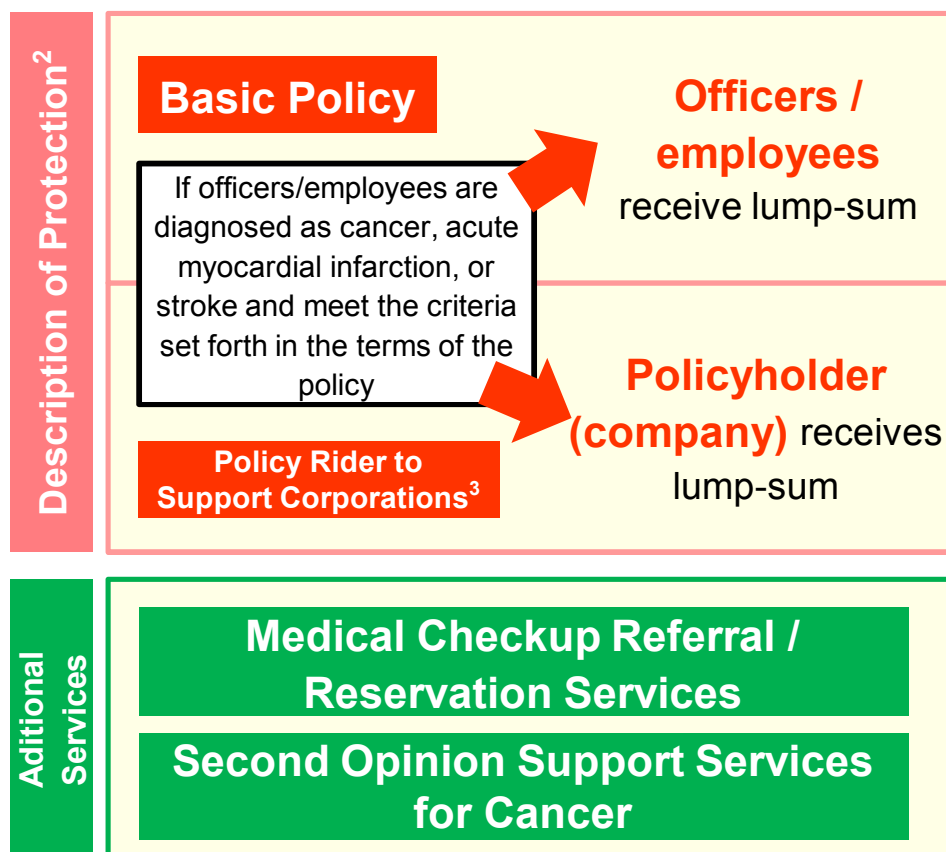 Description of Protection2
Basic Policy
If officers/employees are
diagnosed as cancer, acute
myocardial infarction, or
stroke and meet the criteria
set forth in the terms of the
policy
Officers /
employees
receive lump-sum
Policy Rider to
Support Corporations3
Policyholder
(company) receives
lump-sum
Aditional
Services
Medical Checkup Referral /
Reservation Services
Second Opinion Support Services
for Cancer